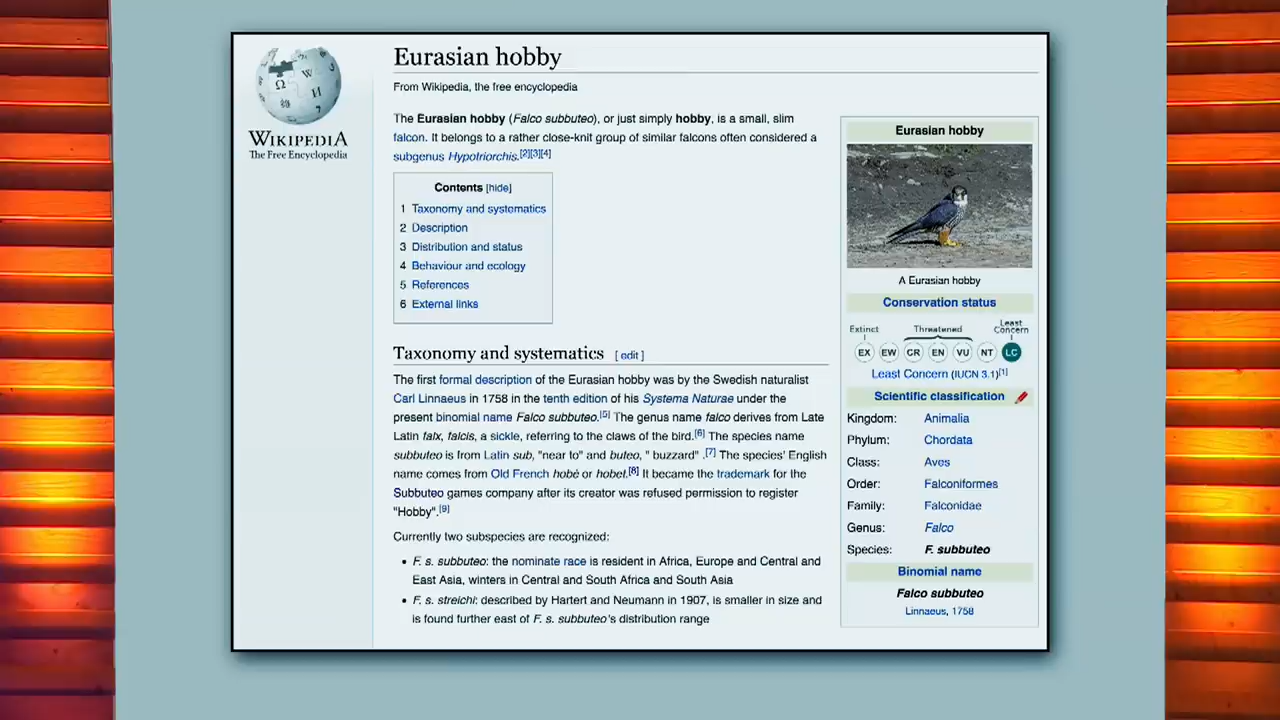 WIKIPEDIA
The Free Encyclopedia
Eurasian hobby
From Wikipedia, the free encyclopedia
The Eurasian hobby (Falco subbuteo), or just simply hobby, is a small, slim
falcon. It belongs to a rather close-knit group of similar falcons often considered a
subgenus Hypotriorchis.[2][3][4]
Contents [hide]
1 Taxonomy and systematics
2 Description
3 Distribution and status
4 Behaviour and ecology
5 References
6 External links
Taxonomy and systematics [ edit ]
The first formal description of the Eurasian hobby was by the Swedish naturalist
Carl Linnaeus in 1758 in the tenth edition of his Systema Naturae under the
present binomial name Falco subbuteo.[5] The genus name falco derives from Late
Latin falx, falcis, a sickle, referring to the claws of the bird.[6] The species name
subbuteo is from Latin sub, "near to" and buteo, " buzzard" .[7] The species' English
name comes from Old French hobé or hobet.[8] It became the trademark for the
Subbuteo games company after its creator was refused permission to register
"Hobby".[9]
Currently two subspecies are recognized:
• F. s. subbuteo: the nominate race is resident in Africa, Europe and Central and
East Asia, winters in Central and South Africa and South Asia
• F. s. streichi: described by Hartert and Neumann in 1907, is smaller in size and
is found further east of F. s. subbuteo's distribution range
Eurasian hobby
A Eurasian hobby
Conservation status
Extinct Threatened Least Concern
EX EW CR EN VU NT LC
Least Concern (IUCN 3.1)[1]
Scientific classification
Kingdom: Animalia
Phylum: Chordata
Class: Aves
Order: Falconiformes
Family: Falconidae
Genus: Falco
Species: F. subbuteo
Binomial name
Falco subbuteo
Linnaeus, 1758